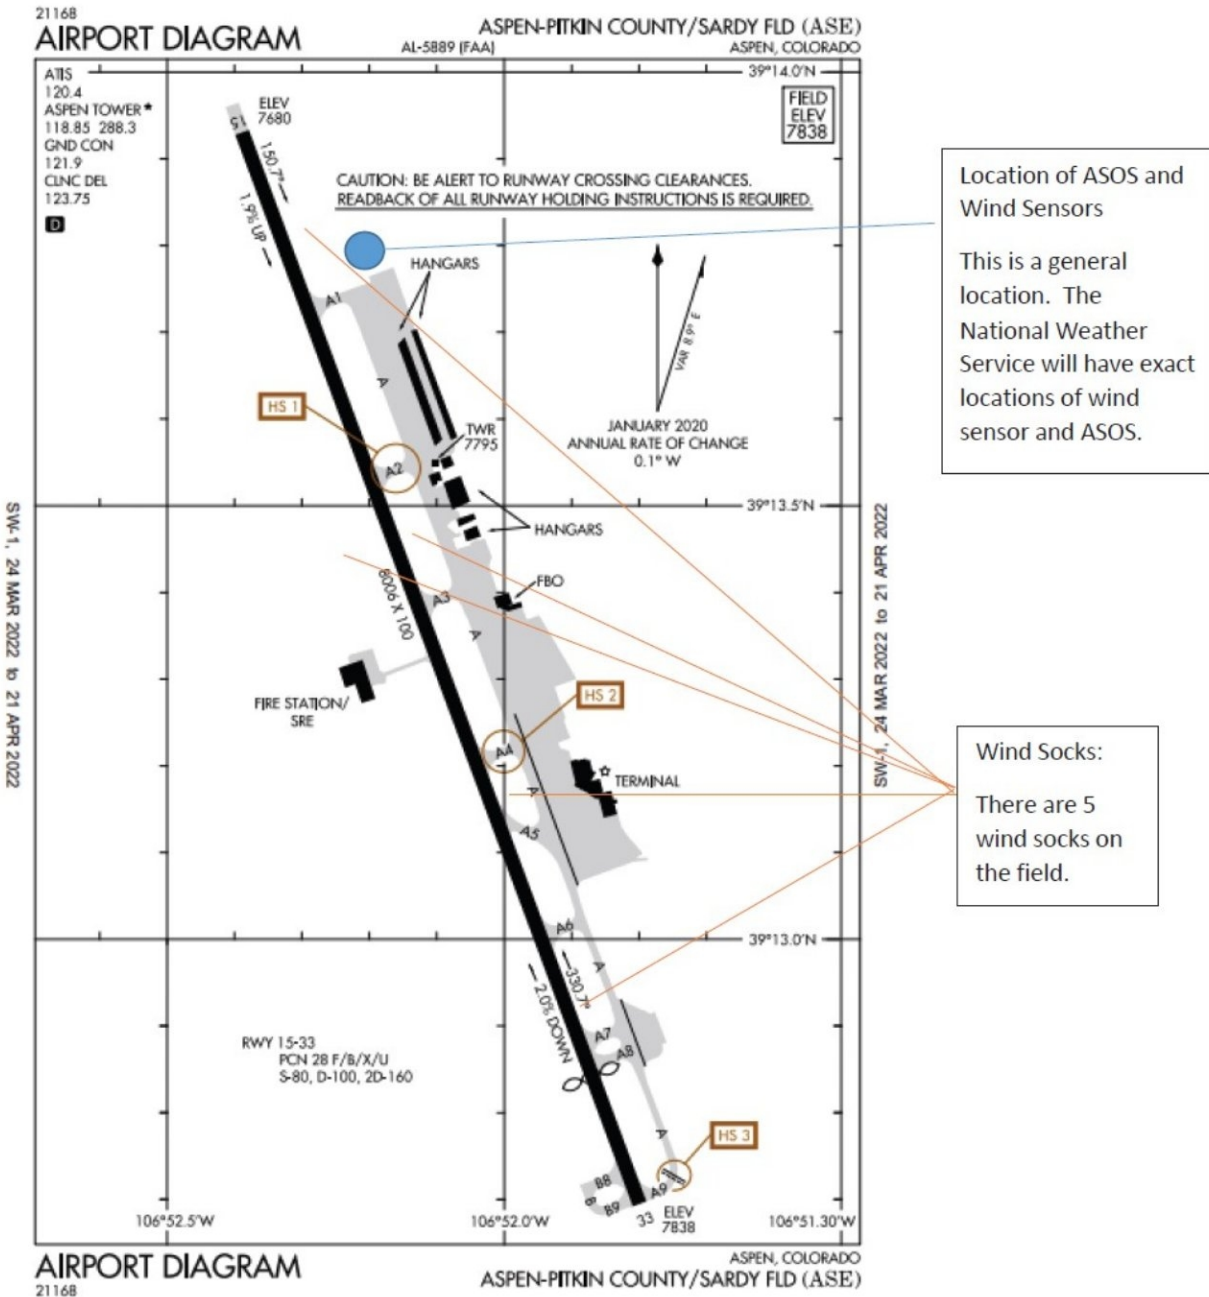 21168
AIRPORT DIAGRAM
AL-5889 (FAA)
ASPEN-PITKIN COUNTY/SARDY FLD (ASE)
ASPEN, COLORADO
ATIS
120.4
ASPEN TOWER★
118.85 288.3
GND CON
121.9
CLNC DEL
123.75
D
39°14.0'N
FIELD
ELEV
7838
15
ELEV
7680
150.7°
1.9% UP
CAUTION: BE ALERT TO RUNWAY CROSSING CLEARANCES.
READBACK OF ALL RUNWAY HOLDING INSTRUCTIONS IS REQUIRED.
Location of ASOS and
Wind Sensors
This is a general
location. The
National Weather
Service will have exact
locations of wind
sensor and ASOS.
HANGARS
A1
A
VAR 8.9° E
HS 1
TWR
7795
JANUARY 2020
ANNUAL RATE OF CHANGE
0.1° W
A2
39°13.5'N
HANGARS
8006 X 100
FBO
A3
A
FIRE STATION/
SRE
HS 2
A4
TERMINAL
A
A5
Wind Socks:
There are 5
wind socks on
the field.
SW-1, 24 MAR 2022 to 21 APR 2022
SW-1, 24 MAR 2022 to 21 APR 2022
A6
39°13.0'N
A
330.7°
2.0% DOWN
RWY 15-33
PCN 28 F/B/X/U
S-80, D-100, 2D-160
A7
A8
A
HS 3
B8
B
B9
A9
33
ELEV
7838
106°52.5'W
106°52.0'W
106°51.30'W
AIRPORT DIAGRAM
21168
ASPEN, COLORADO
ASPEN-PITKIN COUNTY/SARDY FLD (ASE)